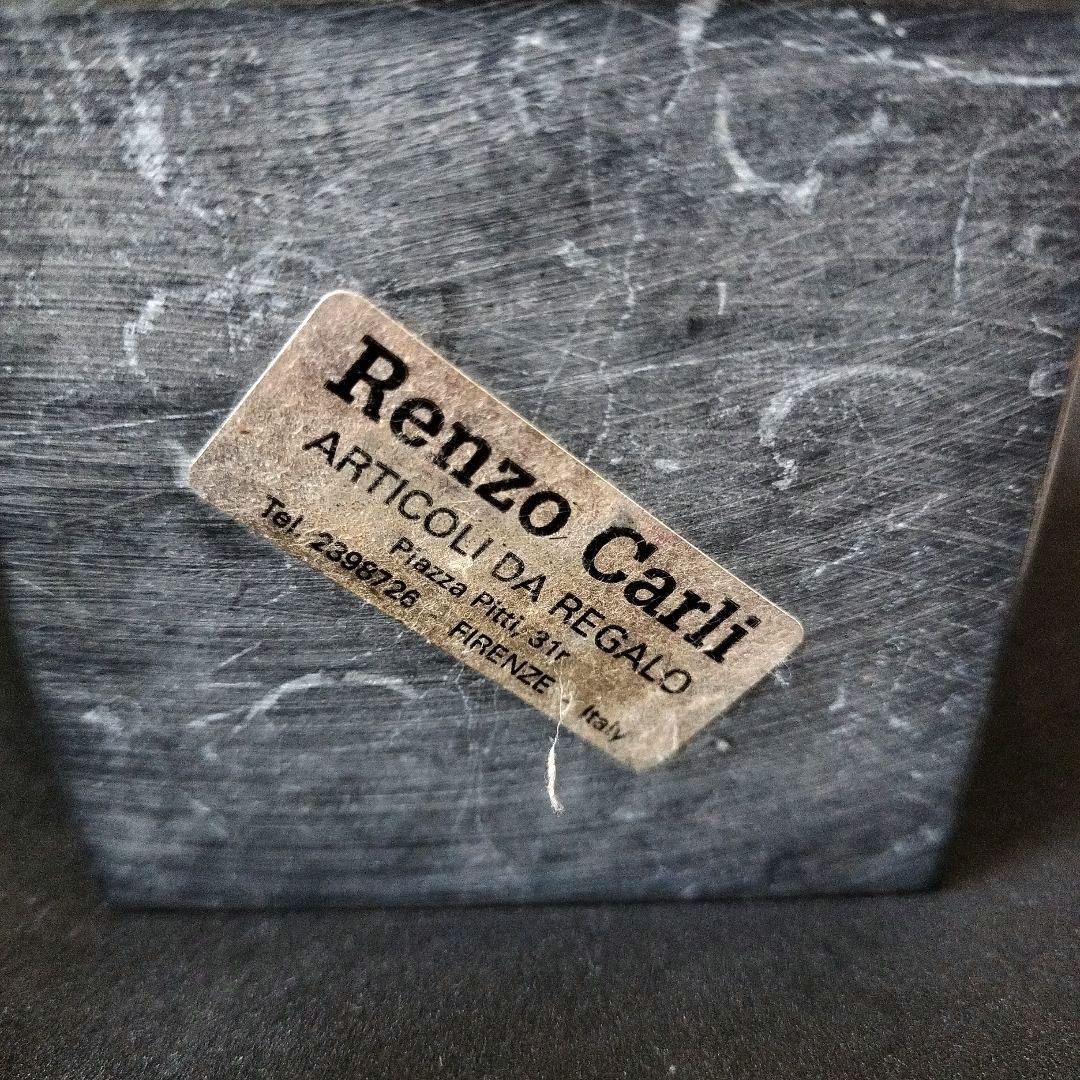 Renzo Carli
ARTICOLI DA REGALO
Piazza Pitti, 31r
Tel. 2398726 - FIRENZE - Italy